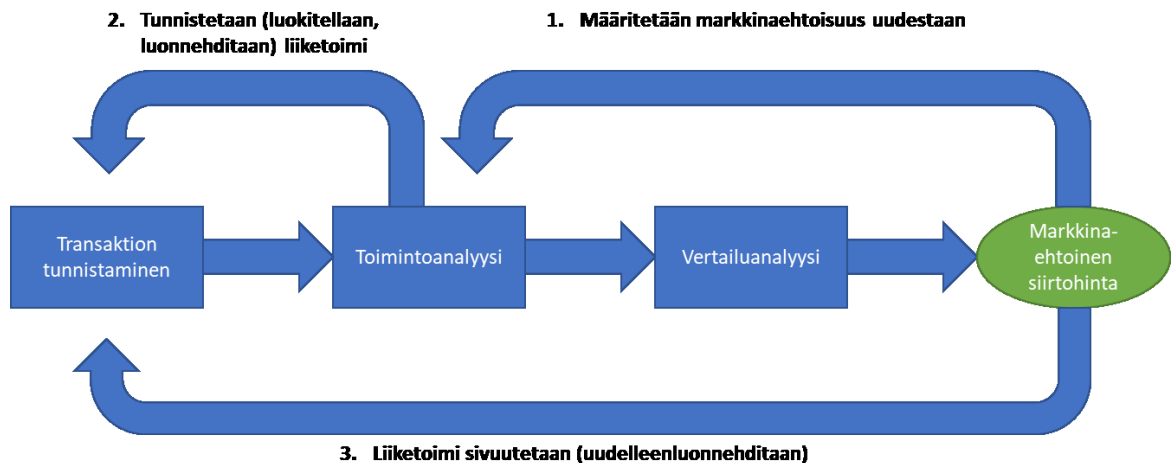 2. Tunnistetaan (luokitellaan,
luonnehditaan) liiketoimi
1. Määritetään markkinaehtoisuus uudestaan
Transaktion
tunnistaminen
Toimintoanalyysi
Vertailuanalyysi
Markkina-
ehtoinen
siirtohinta
3. Liiketoimi sivuutetaan (uudelleenluonnehditaan)